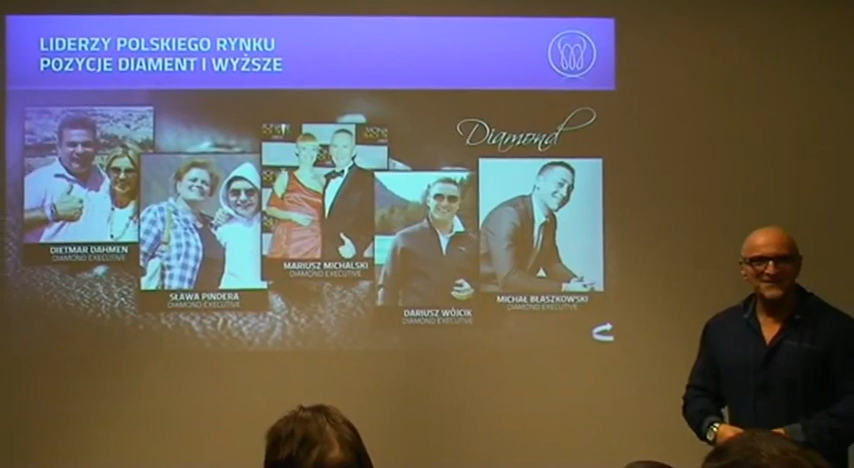 LIDERZY POLSKIEGO RYNKU
POZYCJE DIAMENT I WYŻSZE
Diamond
DIETMAR DAHMEN
DIAMOND EXECUTIVE
SŁAWA PINDERA
DIAMOND EXECUTIVE
MARIUSZ MICHALSKI
DIAMOND EXECUTIVE
DARIUSZ WÓJCIK
DIAMOND EXECUTIVE
MICHAŁ BŁASZKOWSKI
DIAMOND EXECUTIVE